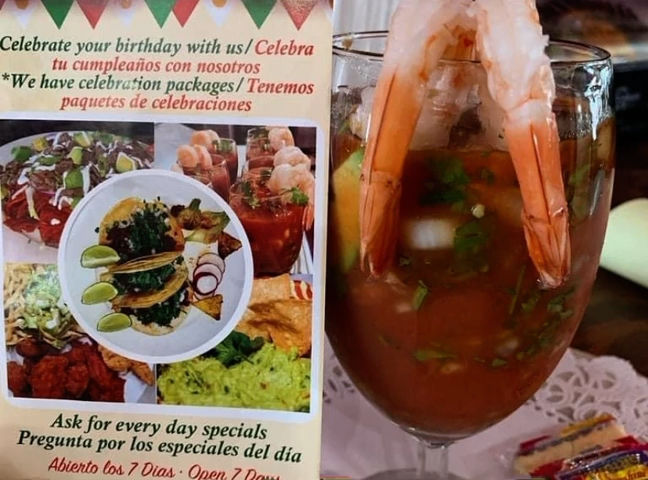 Celebrate your birthday with us/ Celebra
tu cumpleaños con nosotros
*We have celebration packages/ Tenemos
paquetes de celebraciones
Ask for every day specials
Pregunta por los especiales del día
Abierto los 7 Dias · Open 7 Days